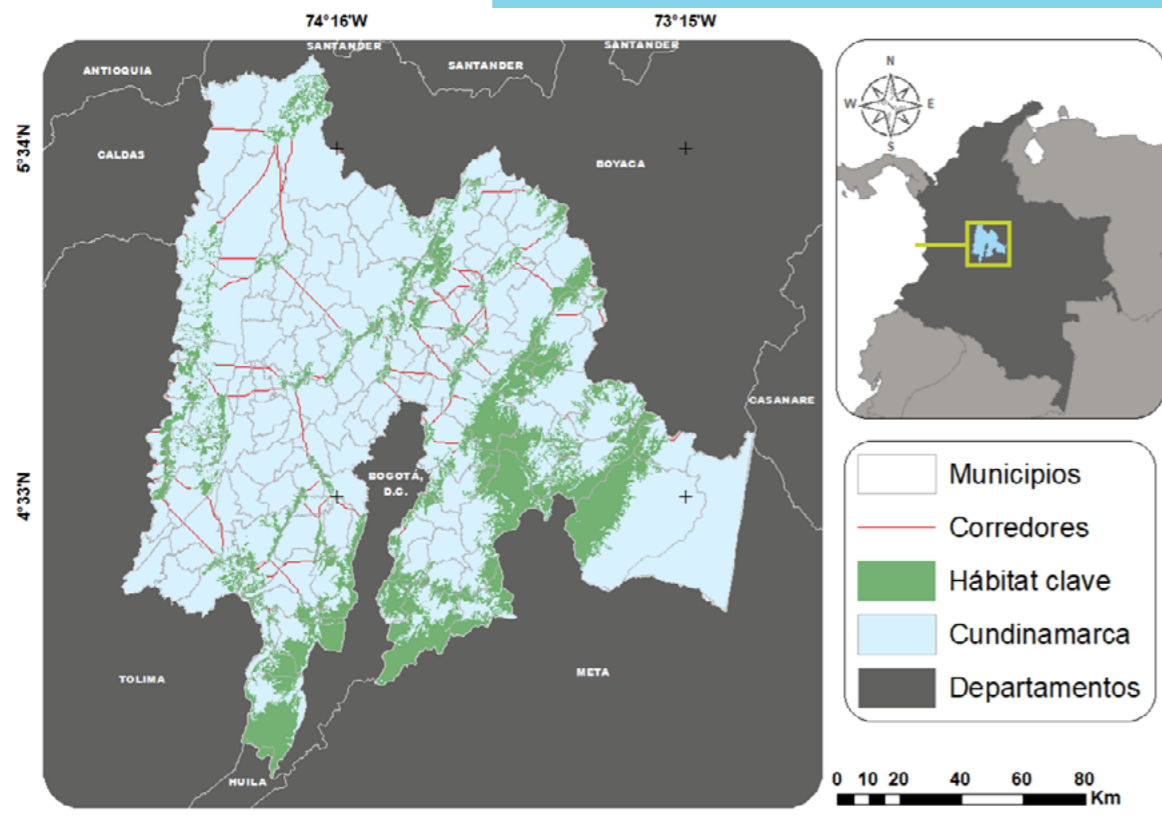 74°16'W
73°15'W
5°34'N
4°33'N
SANTANDER
SANTANDER
SANTANDER
ANTIOQUIA
CALDAS
BOYACA
CASANARE
BOGOTÁ,
D.C.
TOLIMA
META
HUILA
N
W
E
S
Municipios
Corredores
Hábitat clave
Cundinamarca
Departamentos
0 10 20 40 60 80
Km